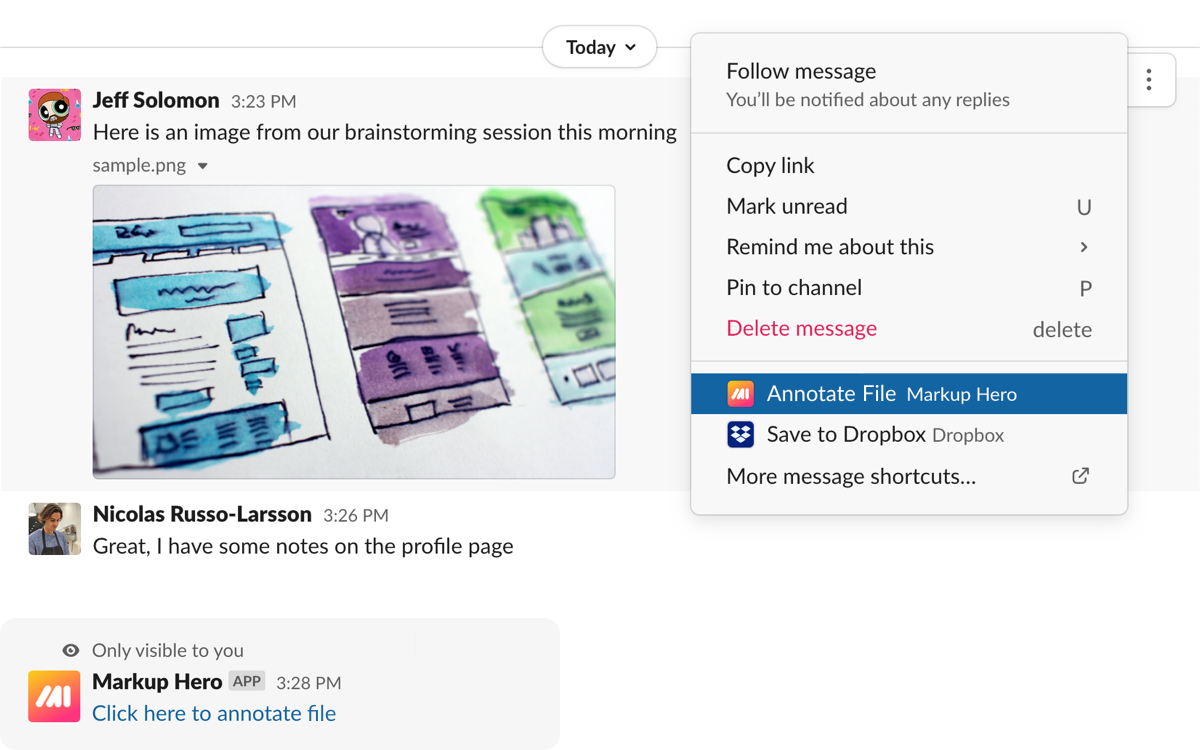 Today
Jeff Solomon 3:23 PM
Here is an image from our brainstorming session this morning
sample.png
Nicolas Russo-Larsson 3:26 PM
Great, I have some notes on the profile page
Only visible to you
Markup Hero APP 3:28 PM
Click here to annotate file
Follow message
You’ll be notified about any replies
Copy link
Mark unread U
Remind me about this
Pin to channel P
Delete message delete
Annotate File Markup Hero
Save to Dropbox Dropbox
More message shortcuts...